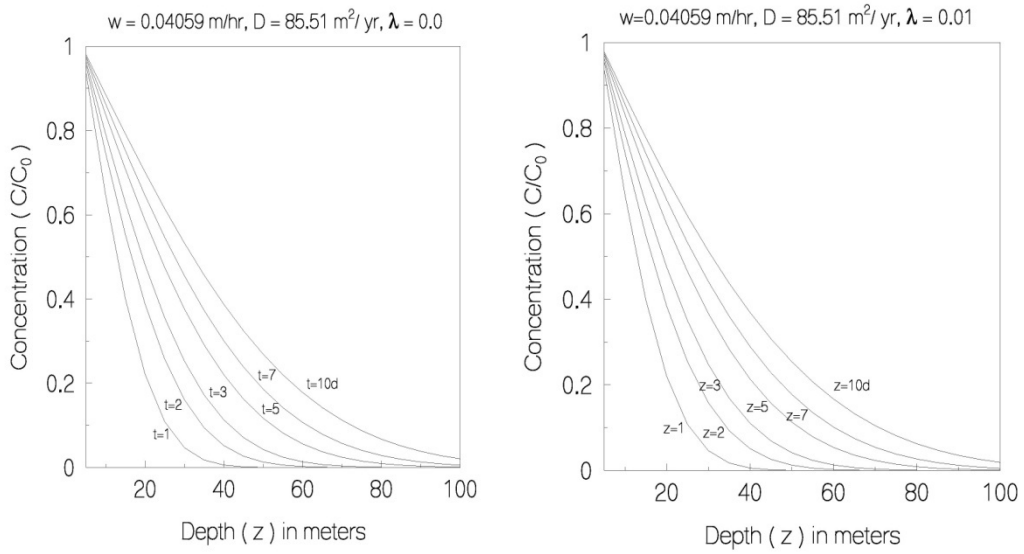 w = 0.04059 m/hr, D = 85.51 m²/ yr, λ = 0.0
1
0.8
0.6
0.4
0.2
0
Concentration ( C/C₀ )
t=1
t=2
t=3
t=5
t=7
t=10d
20
40
60
80
100
Depth ( z ) in meters
w=0.04059 m/hr, D = 85.51 m²/ yr, λ = 0.01
1
0.8
0.6
0.4
0.2
0
Concentration ( C/C₀ )
z=1
z=2
z=3
z=5
z=7
z=10d
20
40
60
80
100
Depth ( z ) in meters